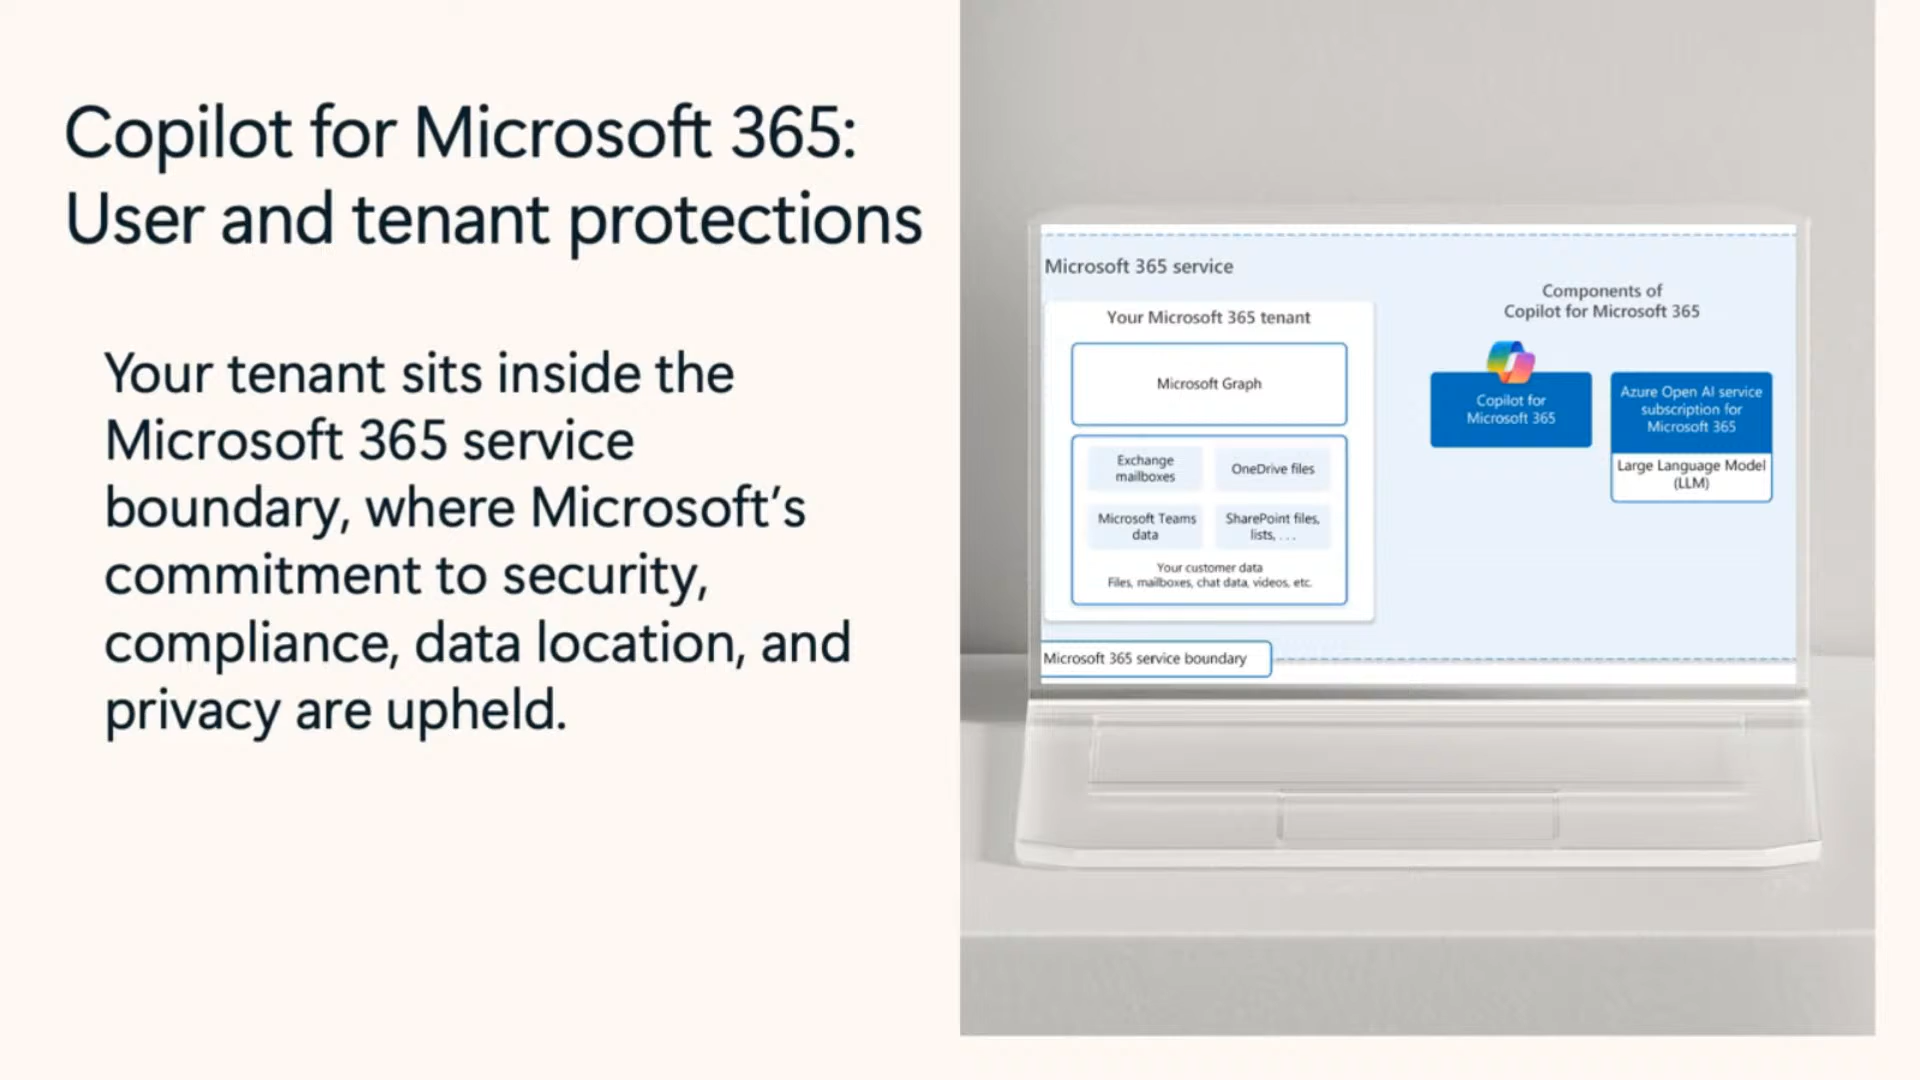 Copilot for Microsoft 365:
User and tenant protections
Your tenant sits inside the
Microsoft 365 service
boundary, where Microsoft’s
commitment to security,
compliance, data location, and
privacy are upheld.
Microsoft 365 service
Your Microsoft 365 tenant
Microsoft Graph
Exchange
mailboxes
OneDrive files
Microsoft Teams
data
SharePoint files,
lists, . . .
Your customer data
Files, mailboxes, chat data, videos, etc.
Microsoft 365 service boundary
Components of
Copilot for Microsoft 365
Copilot for
Microsoft 365
Azure Open AI service
subscription for
Microsoft 365
Large Language Model
(LLM)